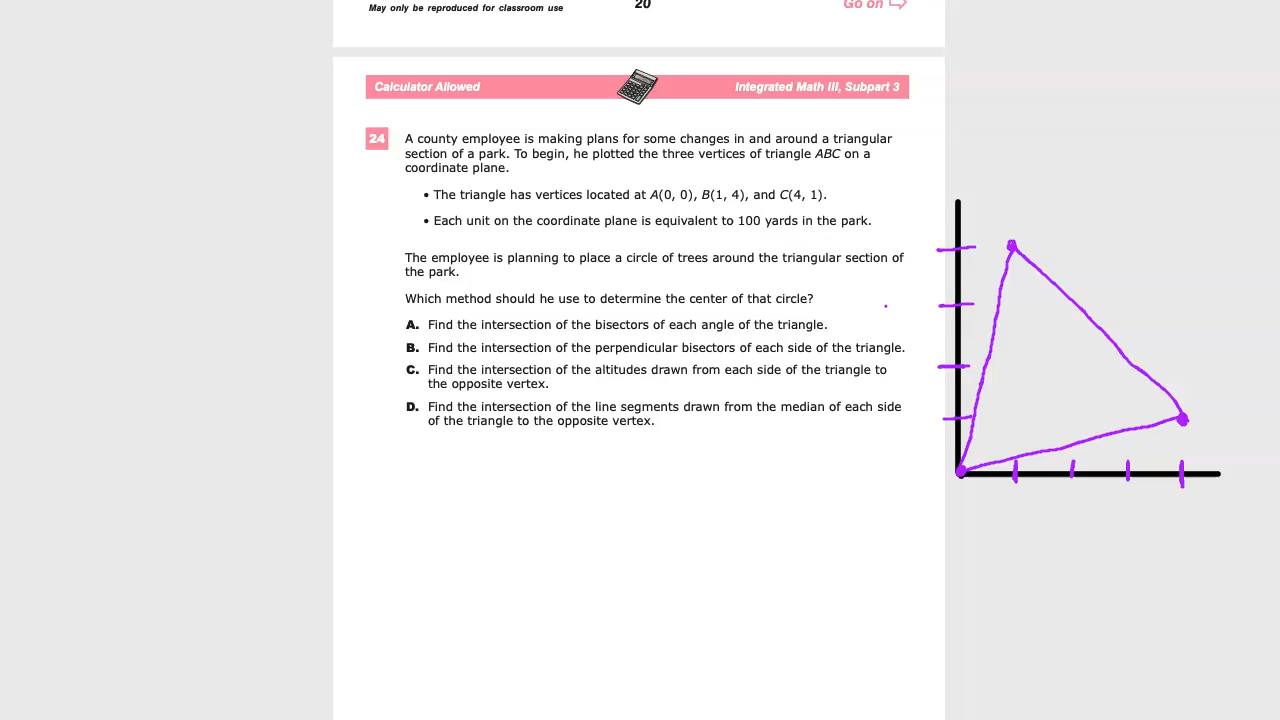 May only be reproduced for classroom use 20 Go on
Calculator Allowed Integrated Math III, Subpart 3
24 A county employee is making plans for some changes in and around a triangular
section of a park. To begin, he plotted the three vertices of triangle ABC on a
coordinate plane.
• The triangle has vertices located at A(0, 0), B(1, 4), and C(4, 1).
• Each unit on the coordinate plane is equivalent to 100 yards in the park.
The employee is planning to place a circle of trees around the triangular section of
the park.
Which method should he use to determine the center of that circle?
A. Find the intersection of the bisectors of each angle of the triangle.
B. Find the intersection of the perpendicular bisectors of each side of the triangle.
C. Find the intersection of the altitudes drawn from each side of the triangle to
the opposite vertex.
D. Find the intersection of the line segments drawn from the median of each side
of the triangle to the opposite vertex.